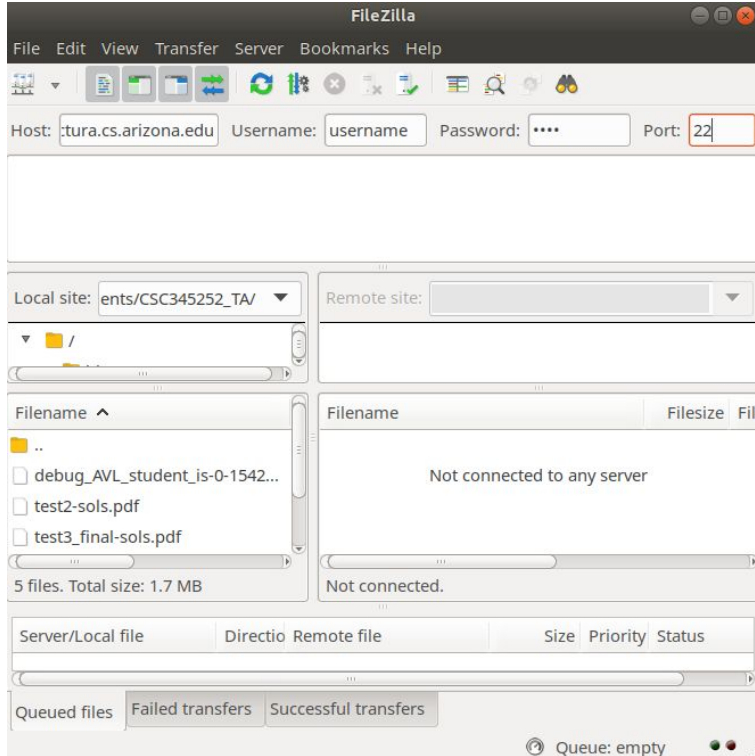 FileZilla
File Edit View Transfer Server Bookmarks Help
Host: :tura.cs.arizona.edu Username: username Password: •••• Port: 22
Local site: ents/CSC345252_TA/ Remote site:
/
Filename Filename Filesize Fil
..
debug_AVL_student_is-0-1542... Not connected to any server
test2-sols.pdf
test3_final-sols.pdf
5 files. Total size: 1.7 MB Not connected.
Server/Local file Directio Remote file Size Priority Status
Queued files Failed transfers Successful transfers
Queue: empty